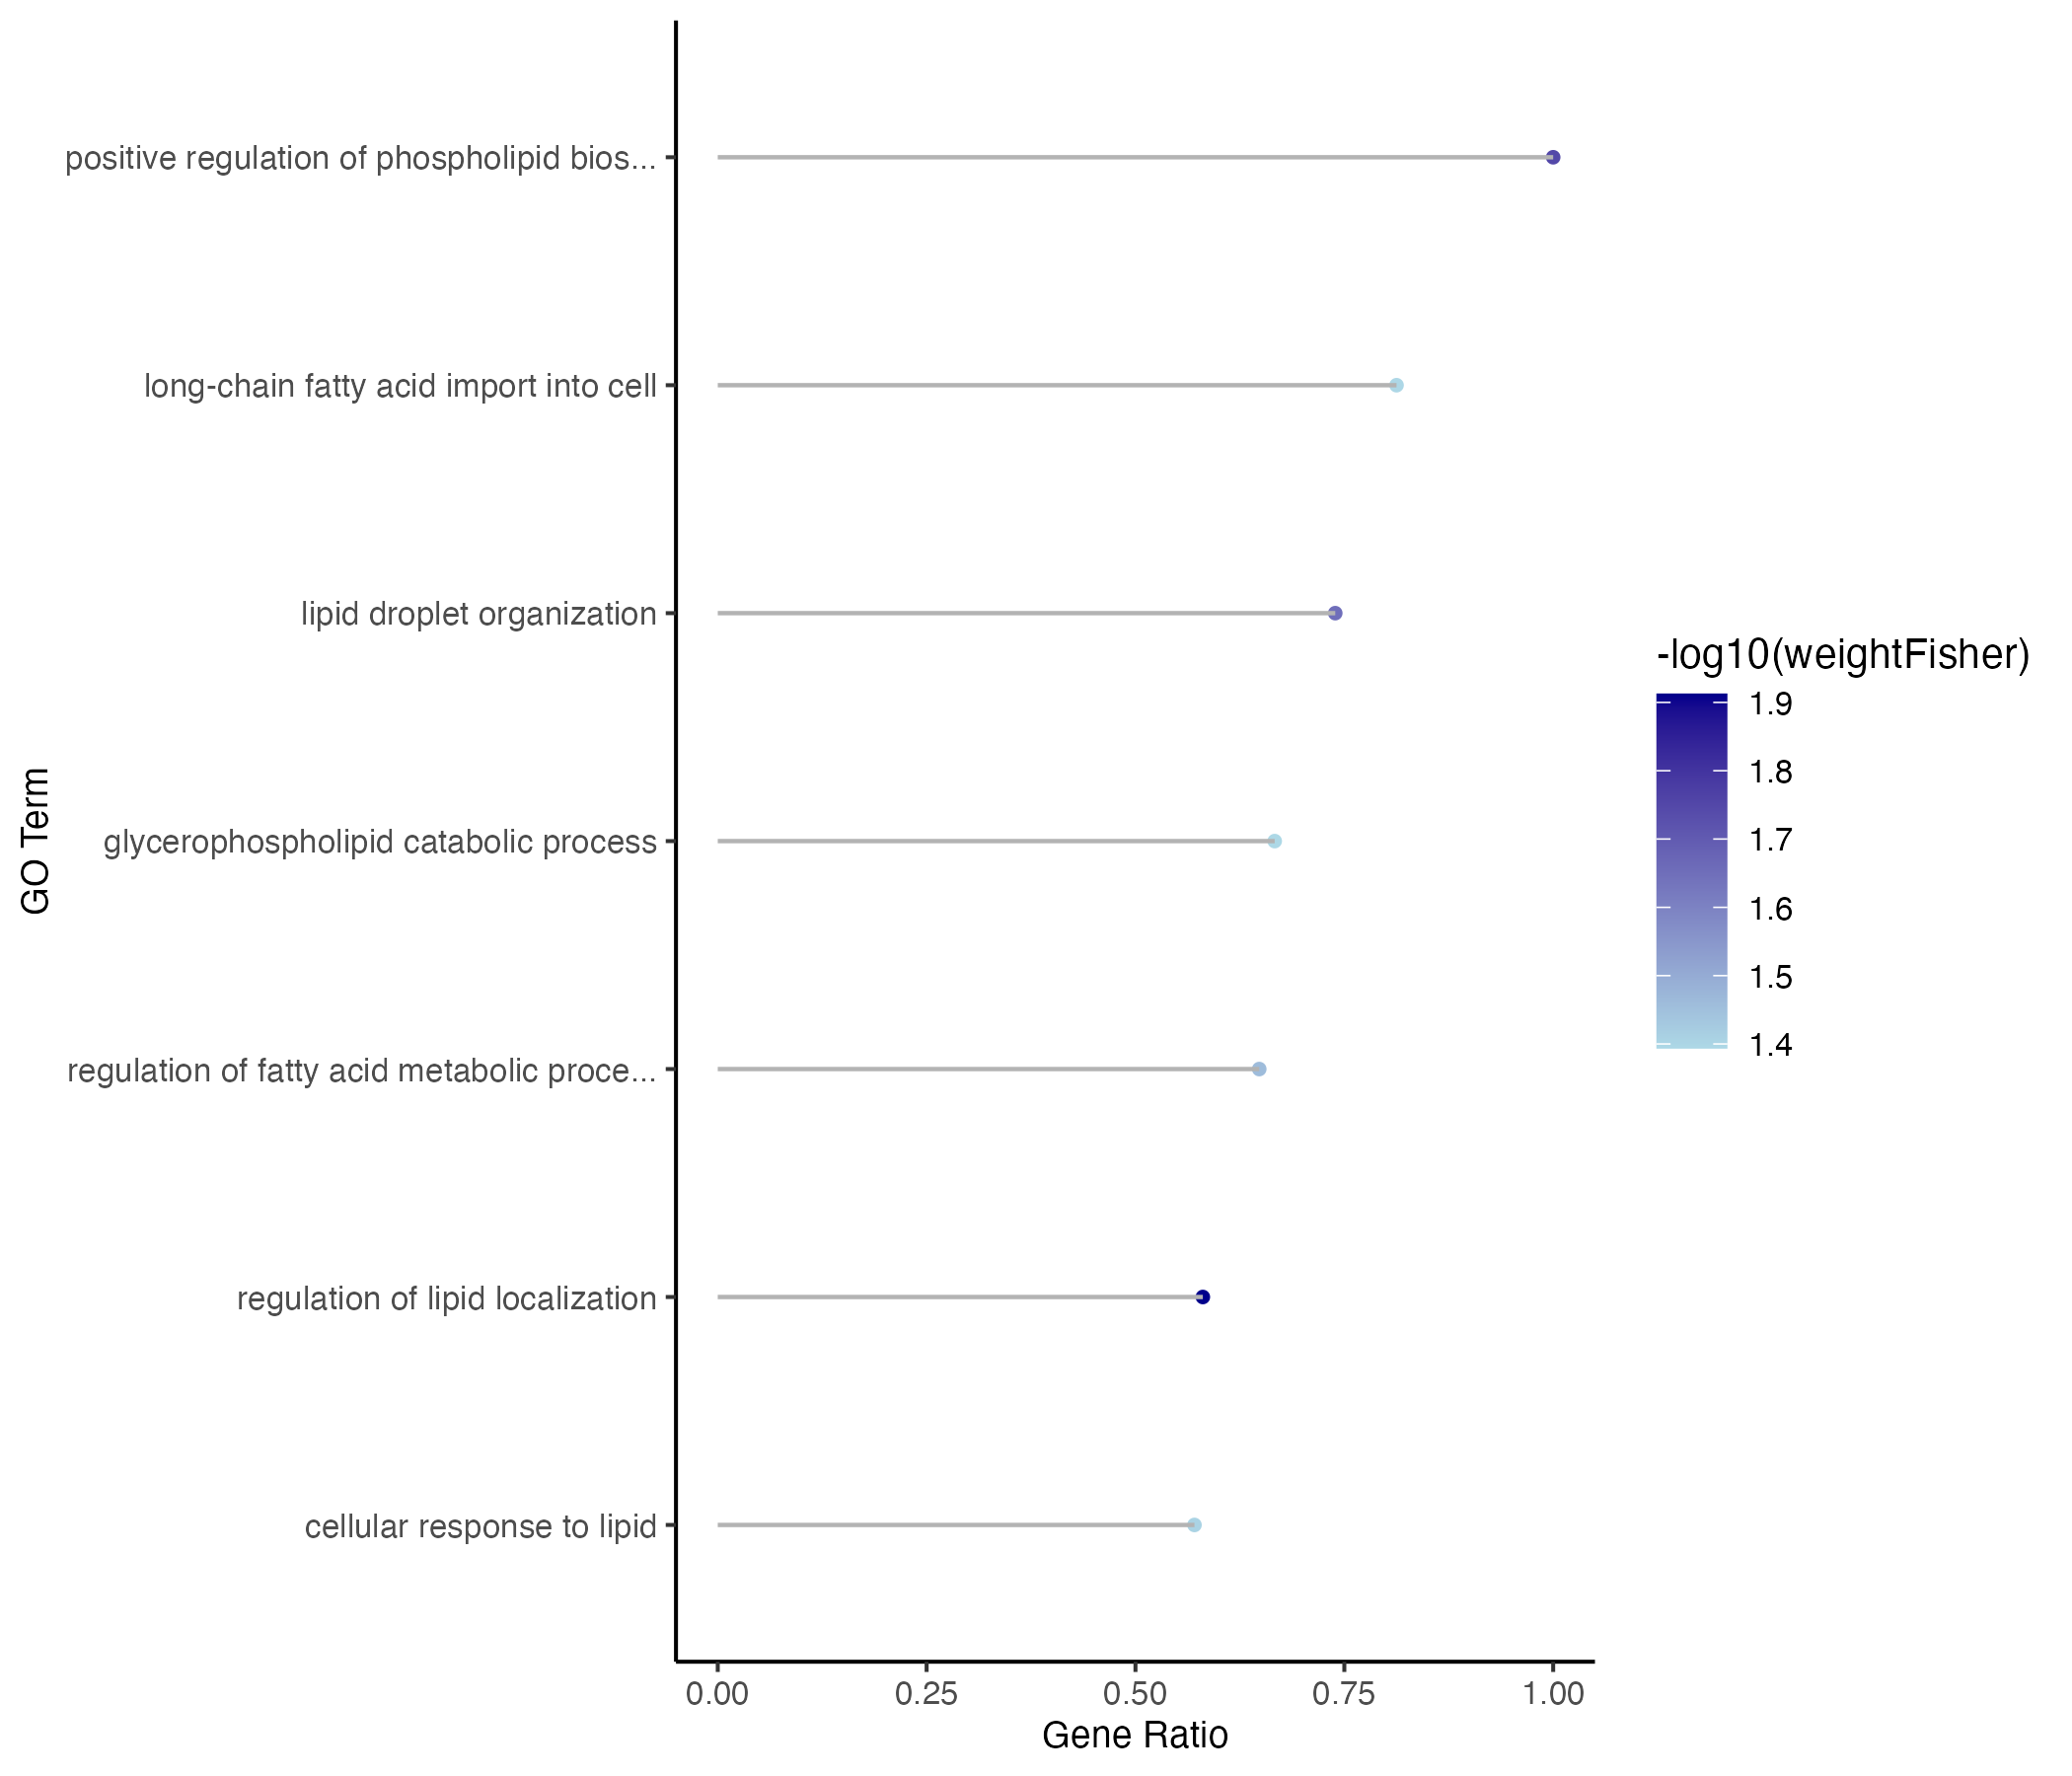 positive regulation of phospholipid bios...
long-chain fatty acid import into cell
lipid droplet organization
glycerophospholipid catabolic process
regulation of fatty acid metabolic proce...
regulation of lipid localization
cellular response to lipid
GO Term
0.00 0.25 0.50 0.75 1.00
Gene Ratio
-log10(weightFisher)
1.9
1.8
1.7
1.6
1.5
1.4